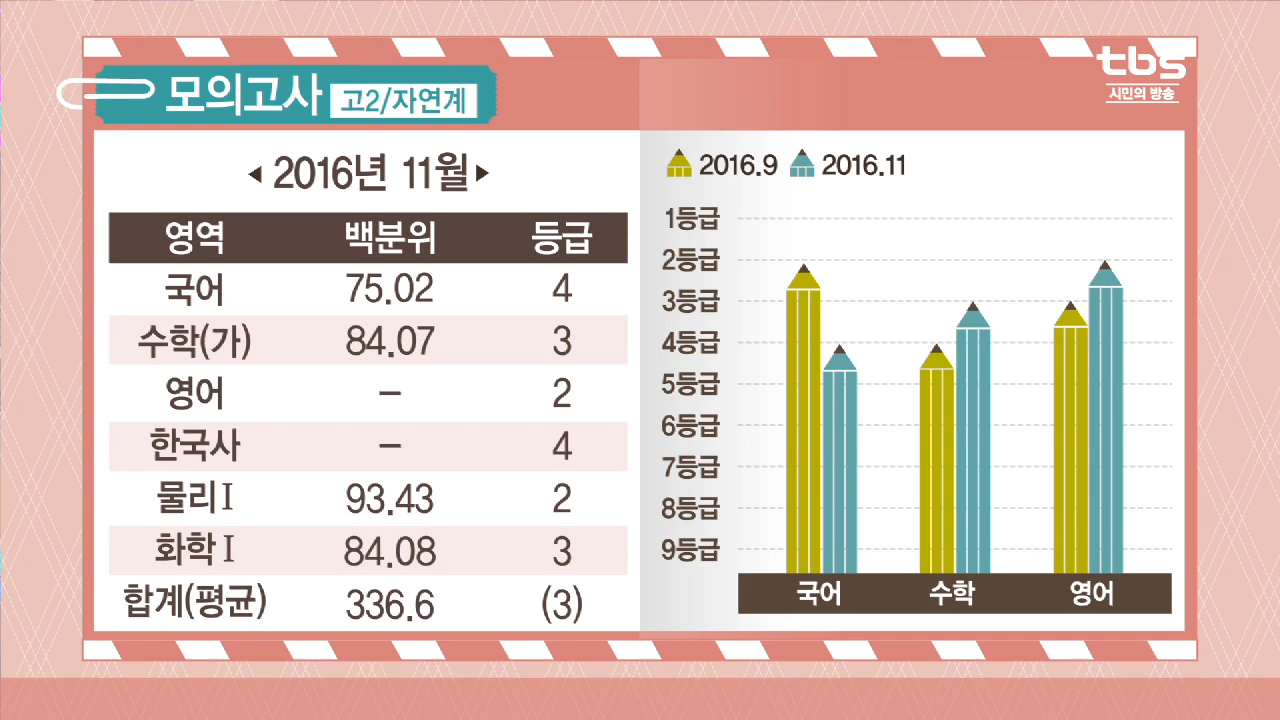 모의고사 고2/자연계
tbs
시민의 방송
2016년 11월
영역 백분위 등급
국어 75.02 4
수학(가) 84.07 3
영어 – 2
한국사 – 4
물리Ⅰ 93.43 2
화학Ⅰ 84.08 3
합계(평균) 336.6 (3)
2016.9 2016.11
1등급
2등급
3등급
4등급
5등급
6등급
7등급
8등급
9등급
국어 수학 영어